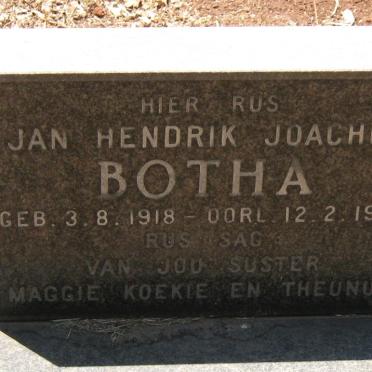 HIER RUS
JAN HENDRIK JOACHI
BOTHA
GEB. 3.8.1918 - OORL. 12.2.19
RUS SAG
VAN JOU SUSTER
MAGGIE, KOEKIE EN THEUNU